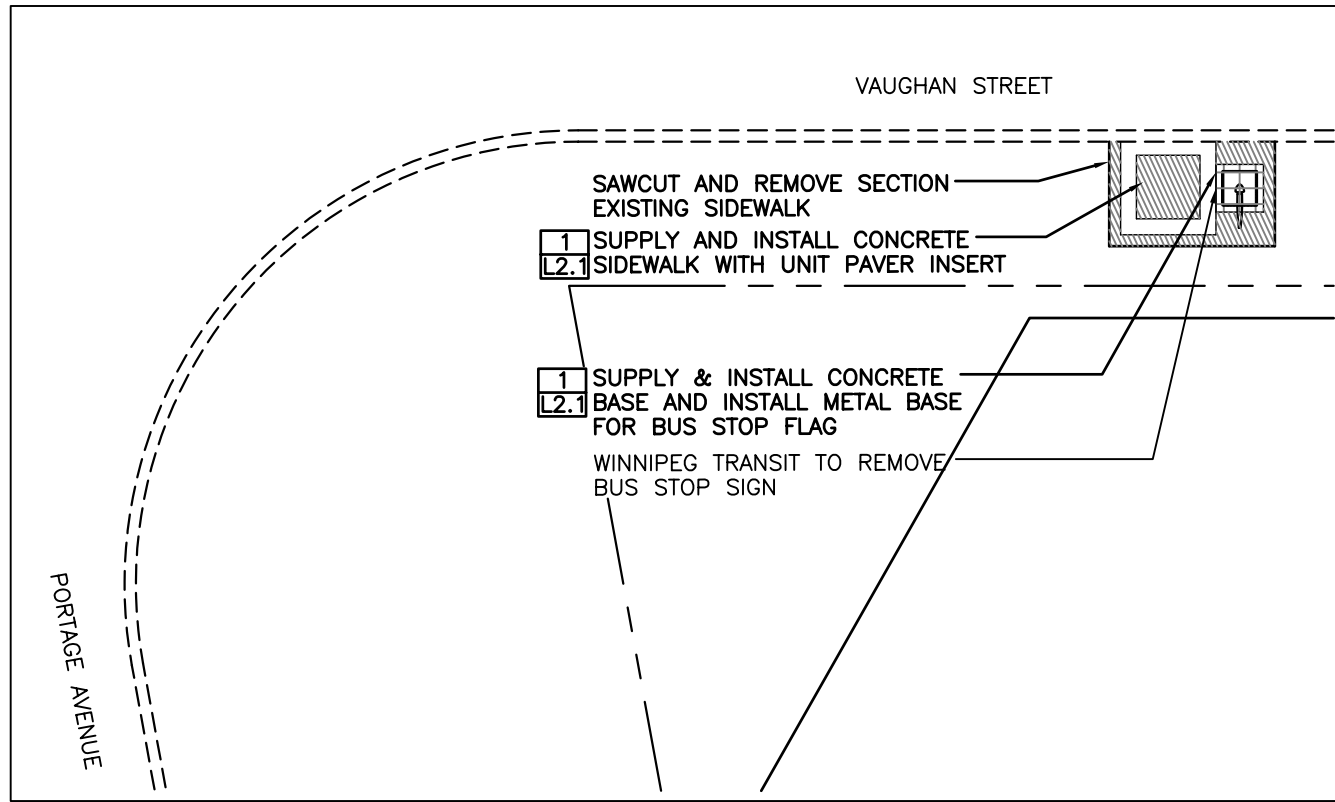 VAUGHAN STREET
SAWCUT AND REMOVE SECTION
EXISTING SIDEWALK
1
L2.1
SUPPLY AND INSTALL CONCRETE
SIDEWALK WITH UNIT PAVER INSERT
1
L2.1
SUPPLY & INSTALL CONCRETE
BASE AND INSTALL METAL BASE
FOR BUS STOP FLAG
WINNIPEG TRANSIT TO REMOVE
BUS STOP SIGN
PORTAGE AVENUE